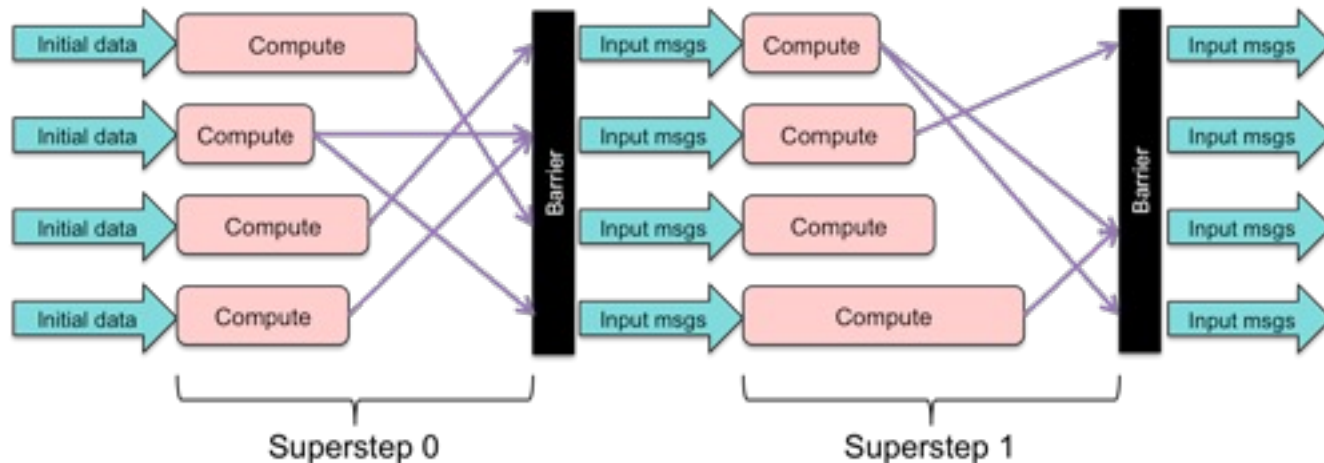 Initial data Compute Input msgs Compute Input msgs
Initial data Compute Input msgs Compute Input msgs
Barrier Barrier
Initial data Compute Input msgs Compute Input msgs
Initial data Compute Input msgs Compute Input msgs
Superstep 0 Superstep 1